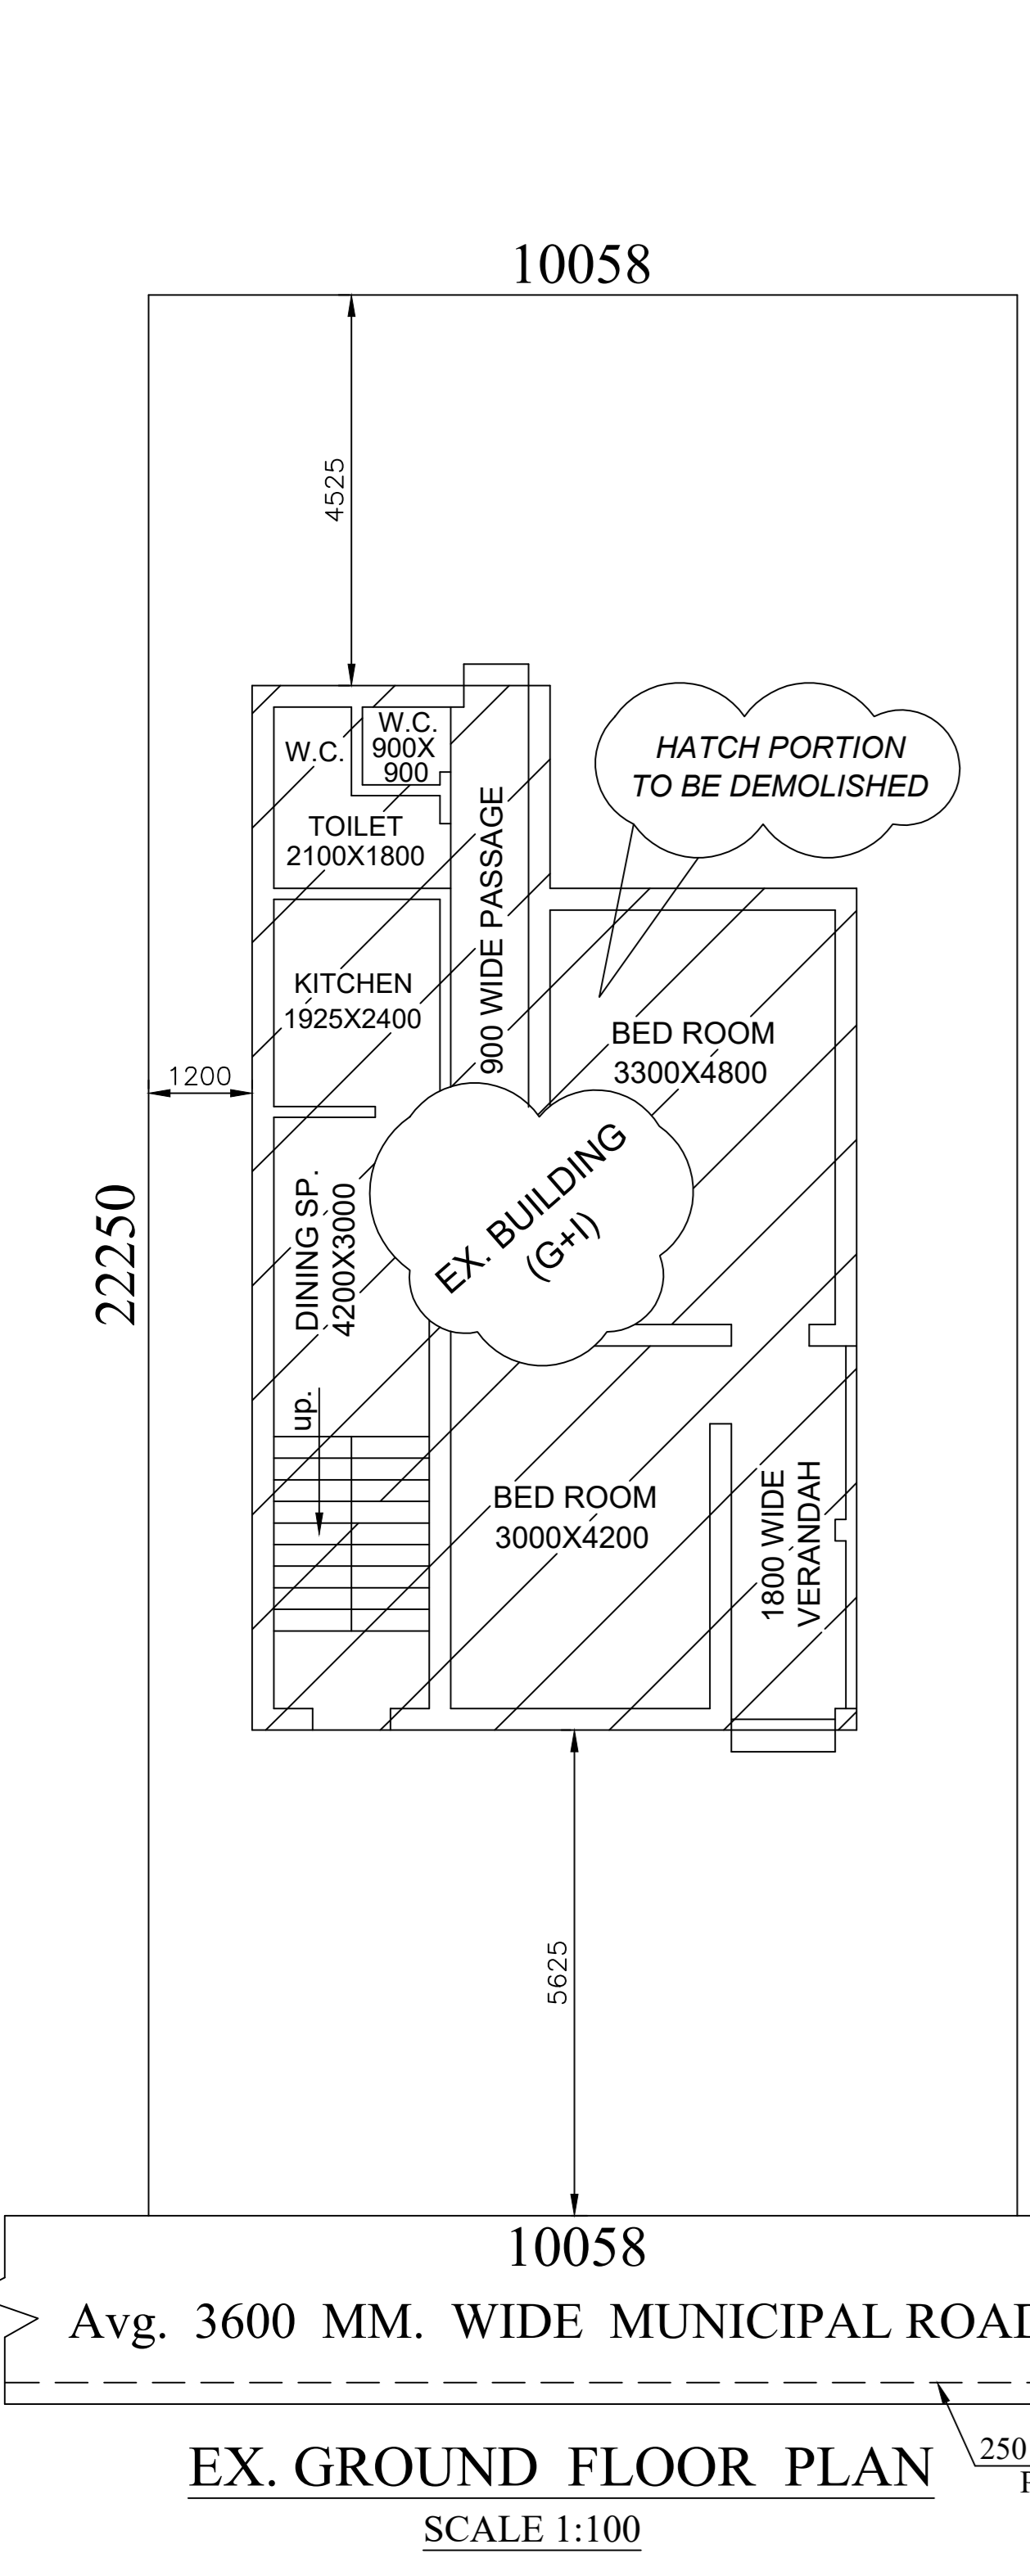 10058
4525
HATCH PORTION
TO BE DEMOLISHED
W.C.
W.C.
900X
900
TOILET
2100X1800
900 WIDE PASSAGE
KITCHEN
1925X2400
BED ROOM
3300X4800
1200
22250
DINING SP.
4200X3000
EX. BUILDING
(G+I)
up.
BED ROOM
3000X4200
1800 WIDE
VERANDAH
5625
10058
Avg. 3600 MM. WIDE MUNICIPAL ROAD
250
EX. GROUND FLOOR PLAN
SCALE 1:100